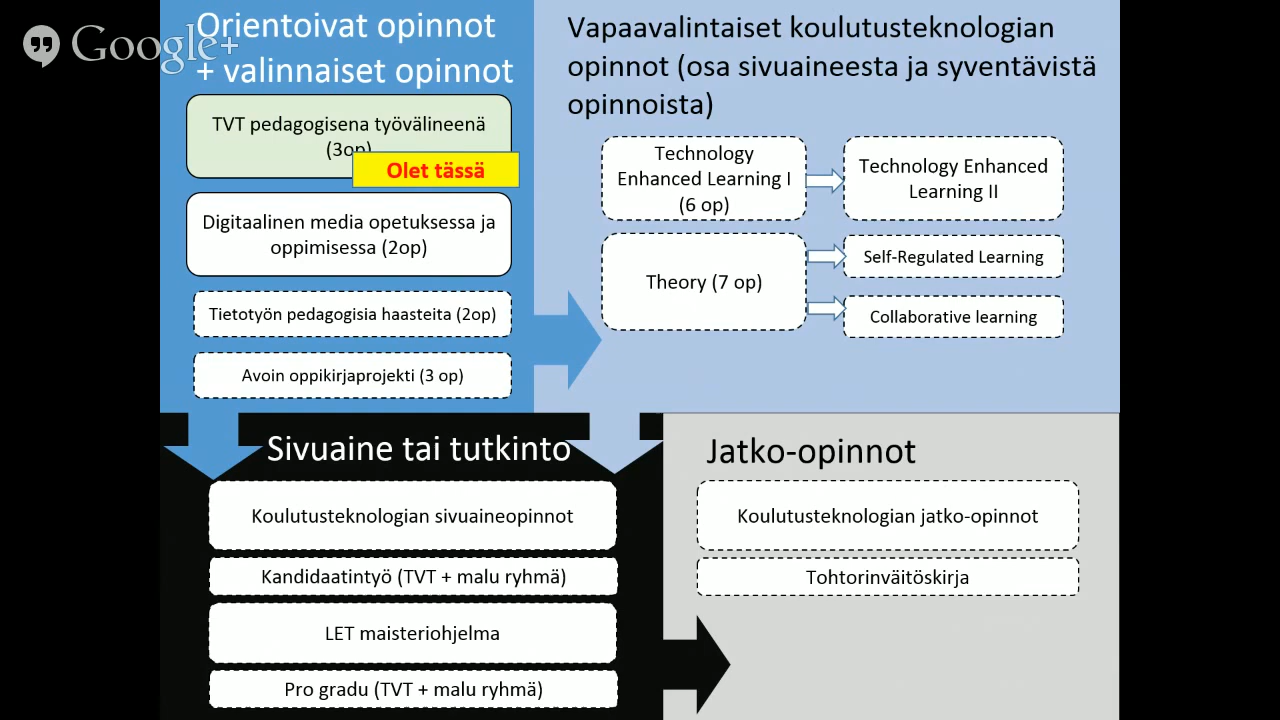 Google+
Orientoivat opinnot
+ valinnaiset opinnot
TVT pedagogisena työvälineenä
(3op)
Olet tässä
Digitaalinen media opetuksessa ja
oppimisessa (2op)
Tietotyön pedagogisia haasteita (2op)
Avoin oppikirjaprojekti (3 op)
Vapaavalintaiset koulutusteknologian
opinnot (osa sivuaineesta ja syventävistä
opinnoista)
Technology
Enhanced Learning I
(6 op)
Technology Enhanced
Learning II
Theory (7 op)
Self-Regulated Learning
Collaborative learning
Sivuaine tai tutkinto
Koulutusteknologian sivuaineopinnot
Kandidaatintyö (TVT + malu ryhmä)
LET maisteriohjelma
Pro gradu (TVT + malu ryhmä)
Jatko-opinnot
Koulutusteknologian jatko-opinnot
Tohtorinväitöskirja